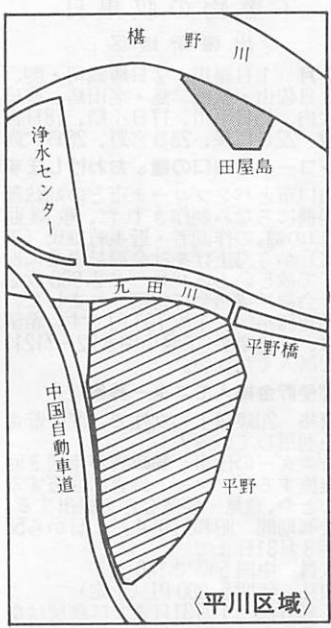 椹野川
田屋島
浄水センター
九田川
平野橋
中国自動車道
平野
〈平川区域〉